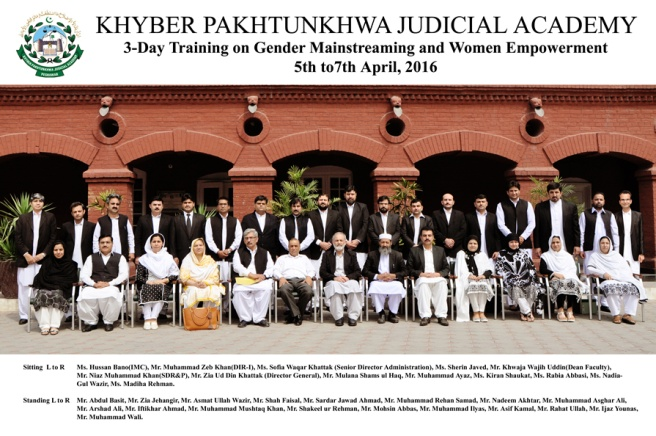 KHYBER PAKHTUNKHWA JUDICIAL ACADEMY
3-Day Training on Gender Mainstreaming and Women Empowerment
5th to7th April, 2016
Sitting L to R Ms. Hussan Bano(IMC), Mr. Muhammad Zeb Khan(DIR-I), Ms. Sofia Waqar Khattak (Senior Director Administration), Ms. Sherin Javed, Mr. Khwaja Wajih Uddin(Dean Faculty),
Mr. Niaz Muhammad Khan(SDR&P), Mr. Zia Ud Din Khattak (Director General), Mr. Mulana Shams ul Haq, Mr. Muhammad Ayaz, Ms. Kiran Shaukat, Ms. Rabia Abbasi, Ms. Nadia-
Gul Wazir, Ms. Madiha Rehman.
Standing L to R Mr. Abdul Basit, Mr. Zia Jehangir, Mr. Asmat Ullah Wazir, Mr. Shah Faisal, Mr. Sardar Jawad Ahmad, Mr. Muhammad Rehan Samad, Mr. Nadeem Akhtar, Mr. Muhammad Asghar Ali,
Mr. Arshad Ali, Mr. Iftikhar Ahmad, Mr. Muhammad Mushtaq Khan, Mr. Shakeel ur Rehman, Mr. Mohsin Abbas, Mr. Muhammad Ilyas, Mr. Asif Kamal, Mr. Rahat Ullah, Mr. Ijaz Younas,
Mr. Muhammad Wali.